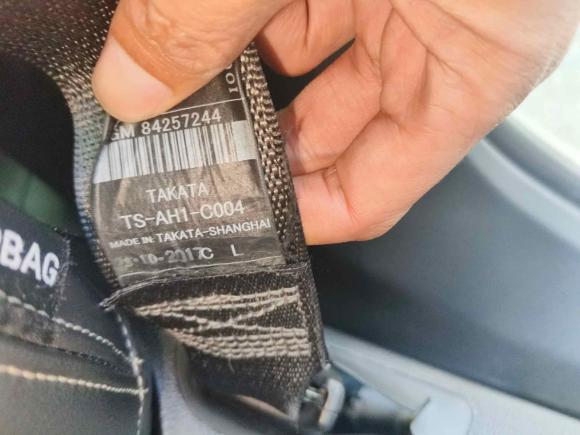 GM 84257244
TAKATA
TS-AH1-C004
MADE IN: TAKATA-SHANGHAI
-10-2017C L
BAG